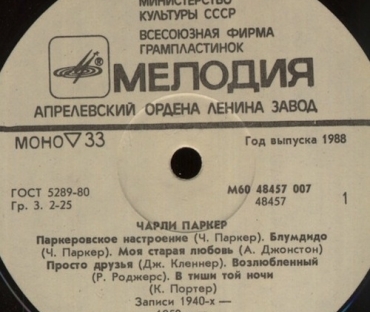 МИНИСТЕРСТВО
КУЛЬТУРЫ СССР
ВСЕСОЮЗНАЯ ФИРМА
ГРАМПЛАСТИНОК
МЕЛОДИЯ
АПРЕЛЕВСКИЙ ОРДЕНА ЛЕНИНА ЗАВОД
МОНО ▽ 33
Год выпуска 1988
ГОСТ 5289-80
М60 48457 007
Гр. 3. 2-25
48457
1
ЧАРЛИ ПАРКЕР
Паркеровское настроение (Ч. Паркер). Блумдидо
(Ч. Паркер). Моя старая любовь (А. Джонстон)
Просто друзья (Дж. Кленнер). Возлюбленный
(Р. Роджерс). В тиши той ночи
(К. Портер)
Записи 1940-х —